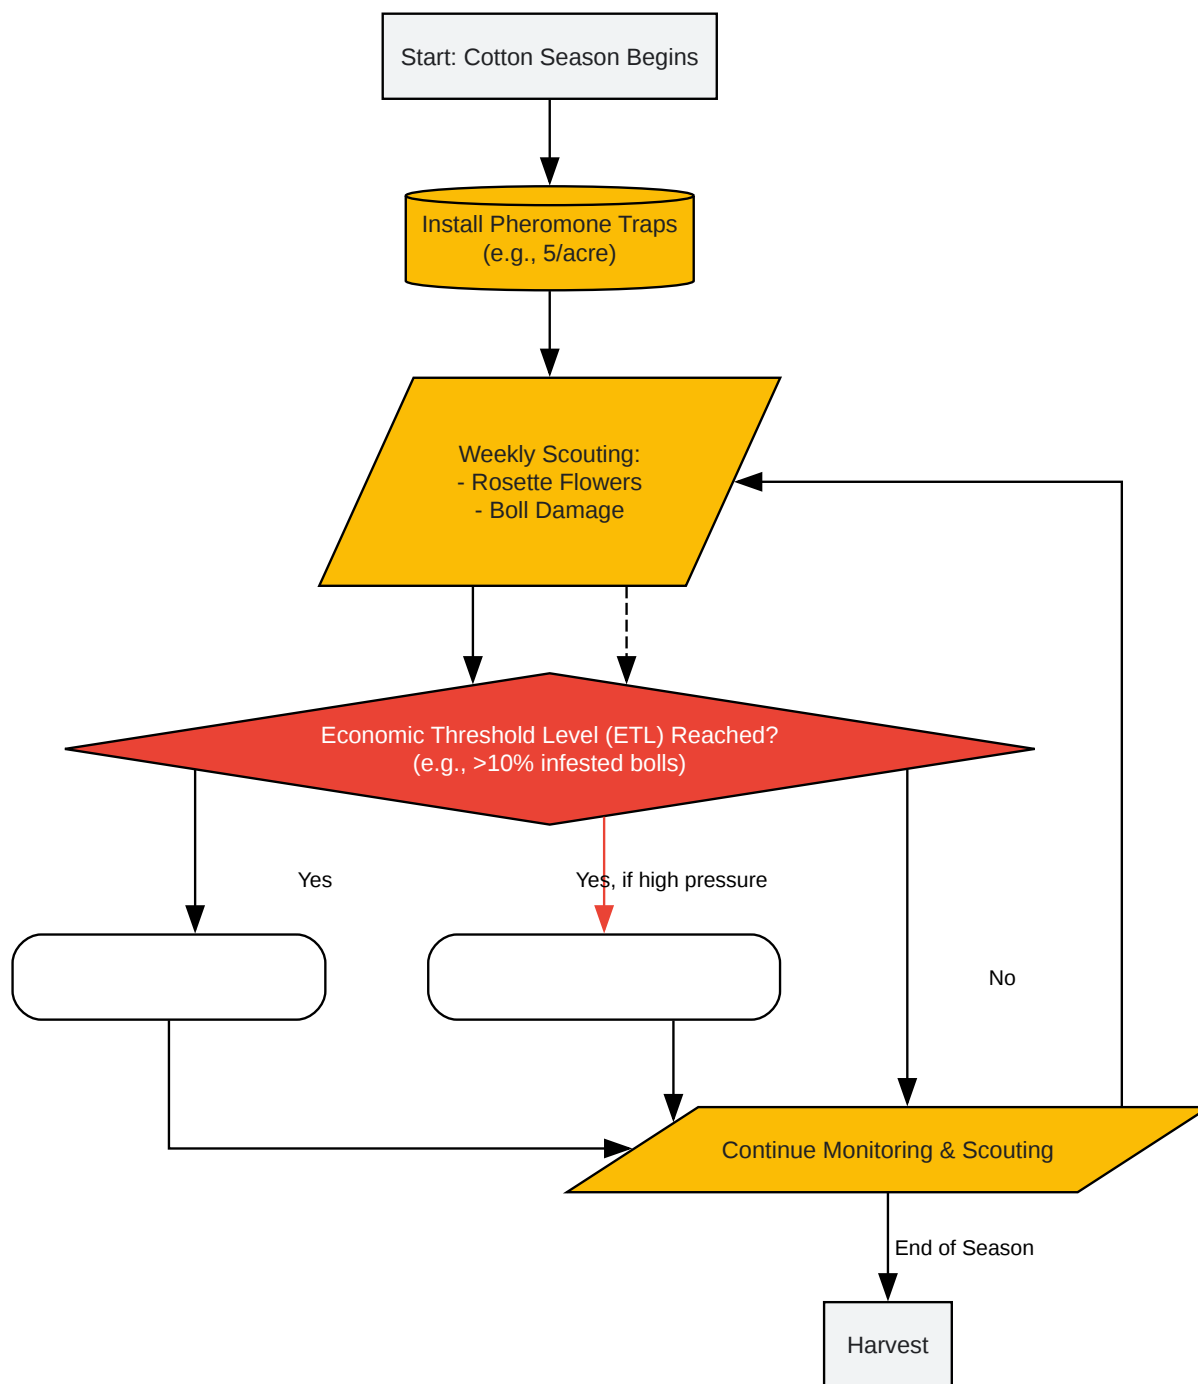 Start: Cotton Season Begins
Install Pheromone Traps
(e.g., 5/acre)
Weekly Scouting:
- Rosette Flowers
- Boll Damage
Economic Threshold Level (ETL) Reached?
(e.g., >10% infested bolls)
Yes
Yes, if high pressure
No
Continue Monitoring & Scouting
End of Season
Harvest